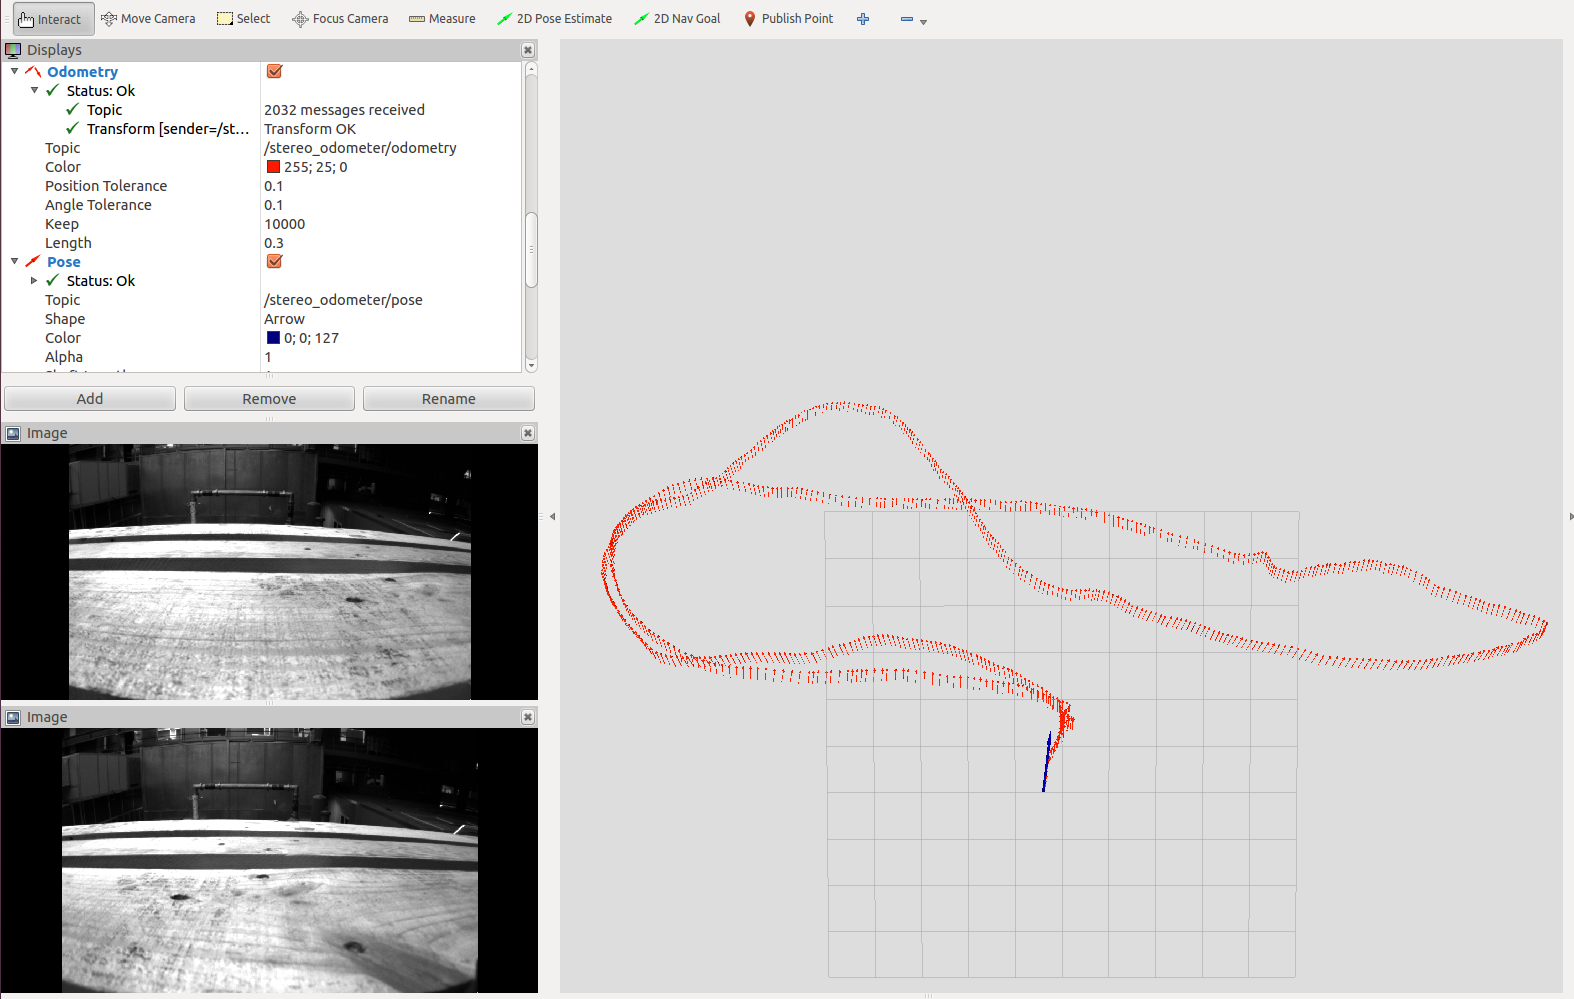 Interact Move Camera Select Focus Camera Measure 2D Pose Estimate 2D Nav Goal Publish Point
Displays
Odometry
Status: Ok
Topic 2032 messages received
Transform [sender=/st... Transform OK
Topic /stereo_odometer/odometry
Color 255; 25; 0
Position Tolerance 0.1
Angle Tolerance 0.1
Keep 10000
Length 0.3
Pose
Status: Ok
Topic /stereo_odometer/pose
Shape Arrow
Color 0; 0; 127
Alpha 1
Add Remove Rename
Image
Image